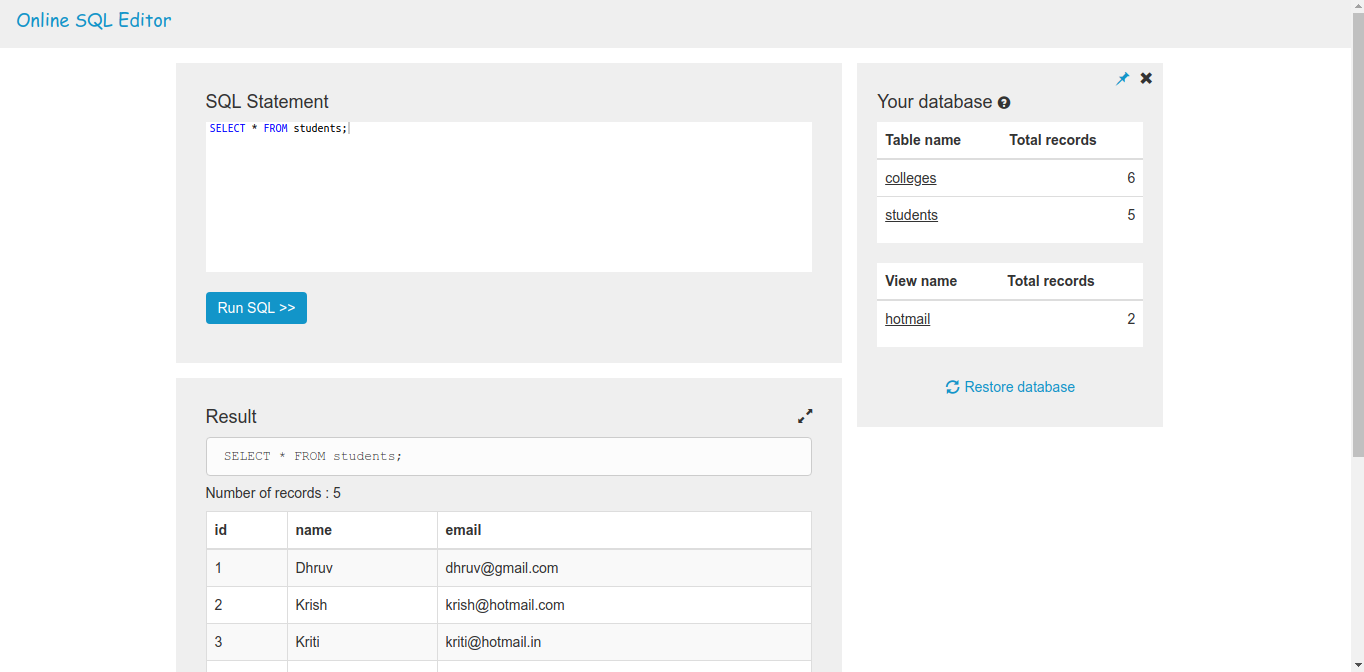 Online SQL Editor
SQL Statement
SELECT * FROM students;
Run SQL >>
Result
SELECT * FROM students;
Number of records : 5
id name email
1 Dhruv dhruv@gmail.com
2 Krish krish@hotmail.com
3 Kriti kriti@hotmail.in
Your database
Table name Total records
colleges 6
students 5
View name Total records
hotmail 2
Restore database